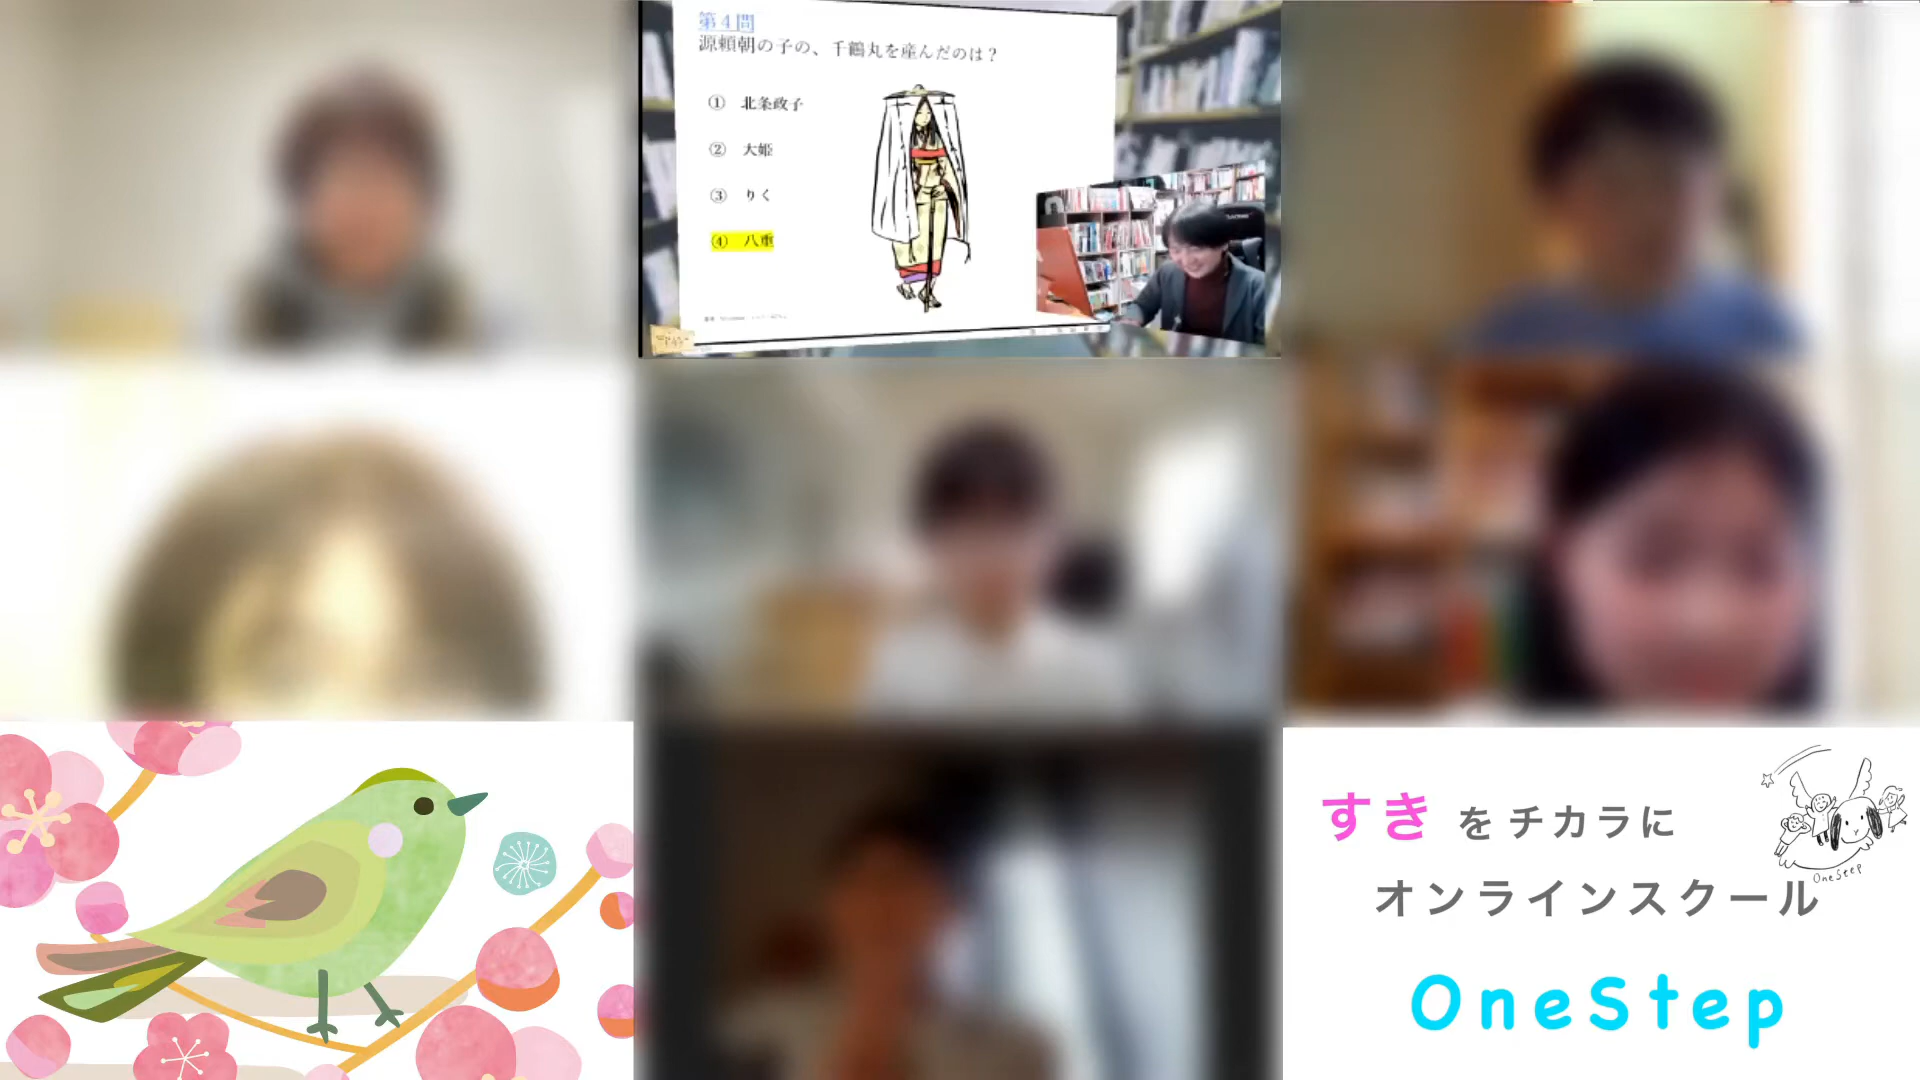 第4問
源頼朝の子の、千鶴丸を産んだのは？
① 北条政子
② 大姫
③ りく
④ 八重
すき を チカラに
OneStep
オンラインスクール
OneStep